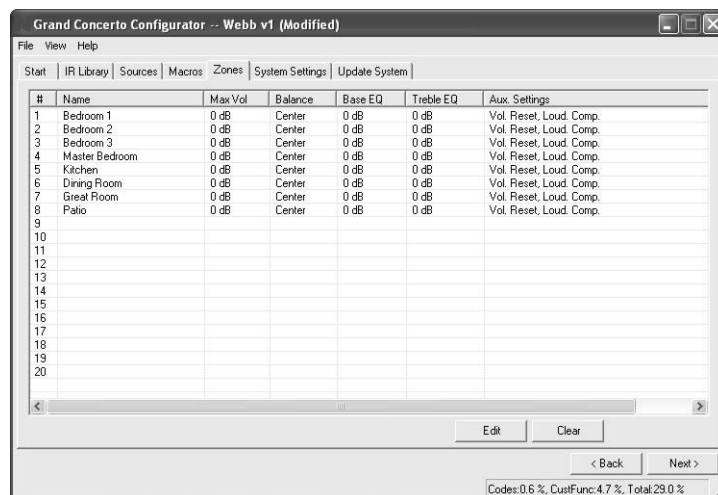 Grand Concerto Configurator -- Webb v1 (Modified)
File View Help
Start IR Library Sources Macros Zones System Settings Update System
# Name Max Vol Balance Base EQ Treble EQ Aux. Settings
1 Bedroom 1 0 dB Center 0 dB 0 dB Vol. Reset, Loud. Comp.
2 Bedroom 2 0 dB Center 0 dB 0 dB Vol. Reset, Loud. Comp.
3 Bedroom 3 0 dB Center 0 dB 0 dB Vol. Reset, Loud. Comp.
4 Master Bedroom 0 dB Center 0 dB 0 dB Vol. Reset, Loud. Comp.
5 Kitchen 0 dB Center 0 dB 0 dB Vol. Reset, Loud. Comp.
6 Dining Room 0 dB Center 0 dB 0 dB Vol. Reset, Loud. Comp.
7 Great Room 0 dB Center 0 dB 0 dB Vol. Reset, Loud. Comp.
8 Patio 0 dB Center 0 dB 0 dB Vol. Reset, Loud. Comp.
9
10
11
12
13
14
15
16
17
18
19
20
Edit Clear
< Back Next >
Codes:0.6 %, CustFunc:4.7 %, Total:29.0 %